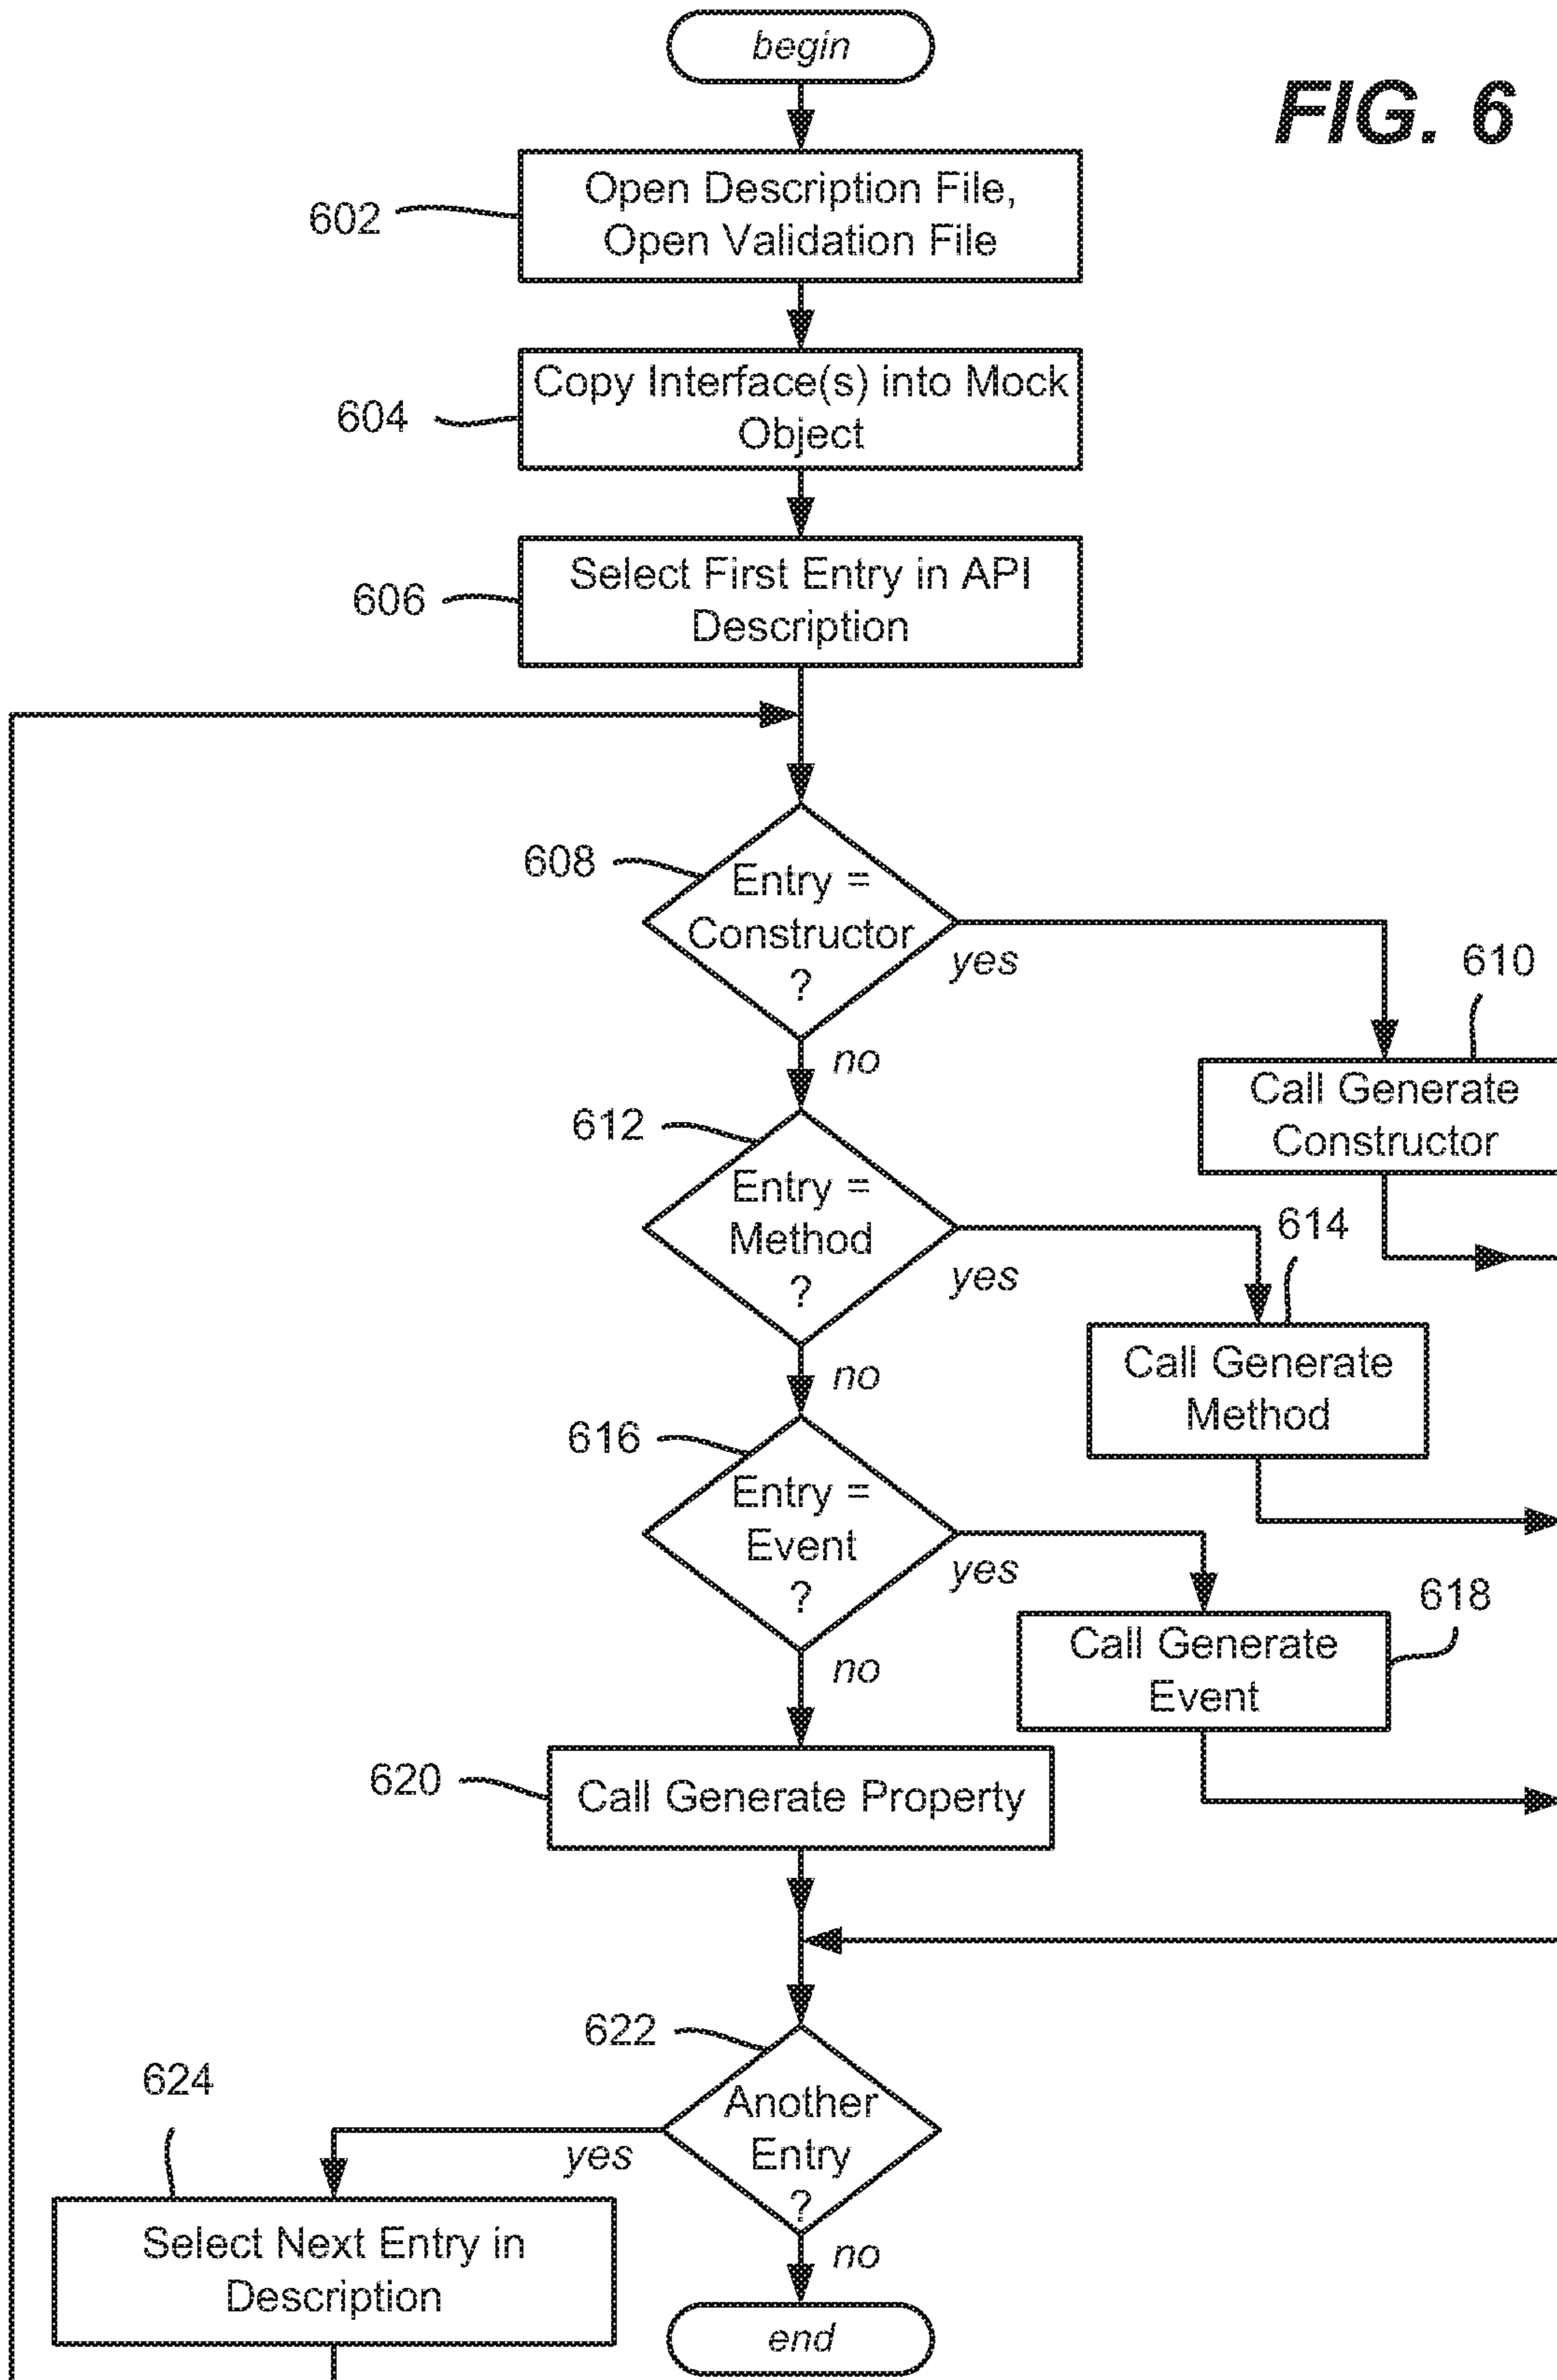 begin
FIG. 6
602
Open Description File,
Open Validation File
604
Copy Interface(s) into Mock
Object
606
Select First Entry in API
Description
608
Entry =
Constructor
?
yes
no
610
Call Generate
Constructor
612
Entry =
Method
?
yes
no
614
Call Generate
Method
616
Entry =
Event
?
yes
no
618
Call Generate
Event
620
Call Generate Property
622
Another
Entry
?
yes
no
624
Select Next Entry in
Description
end